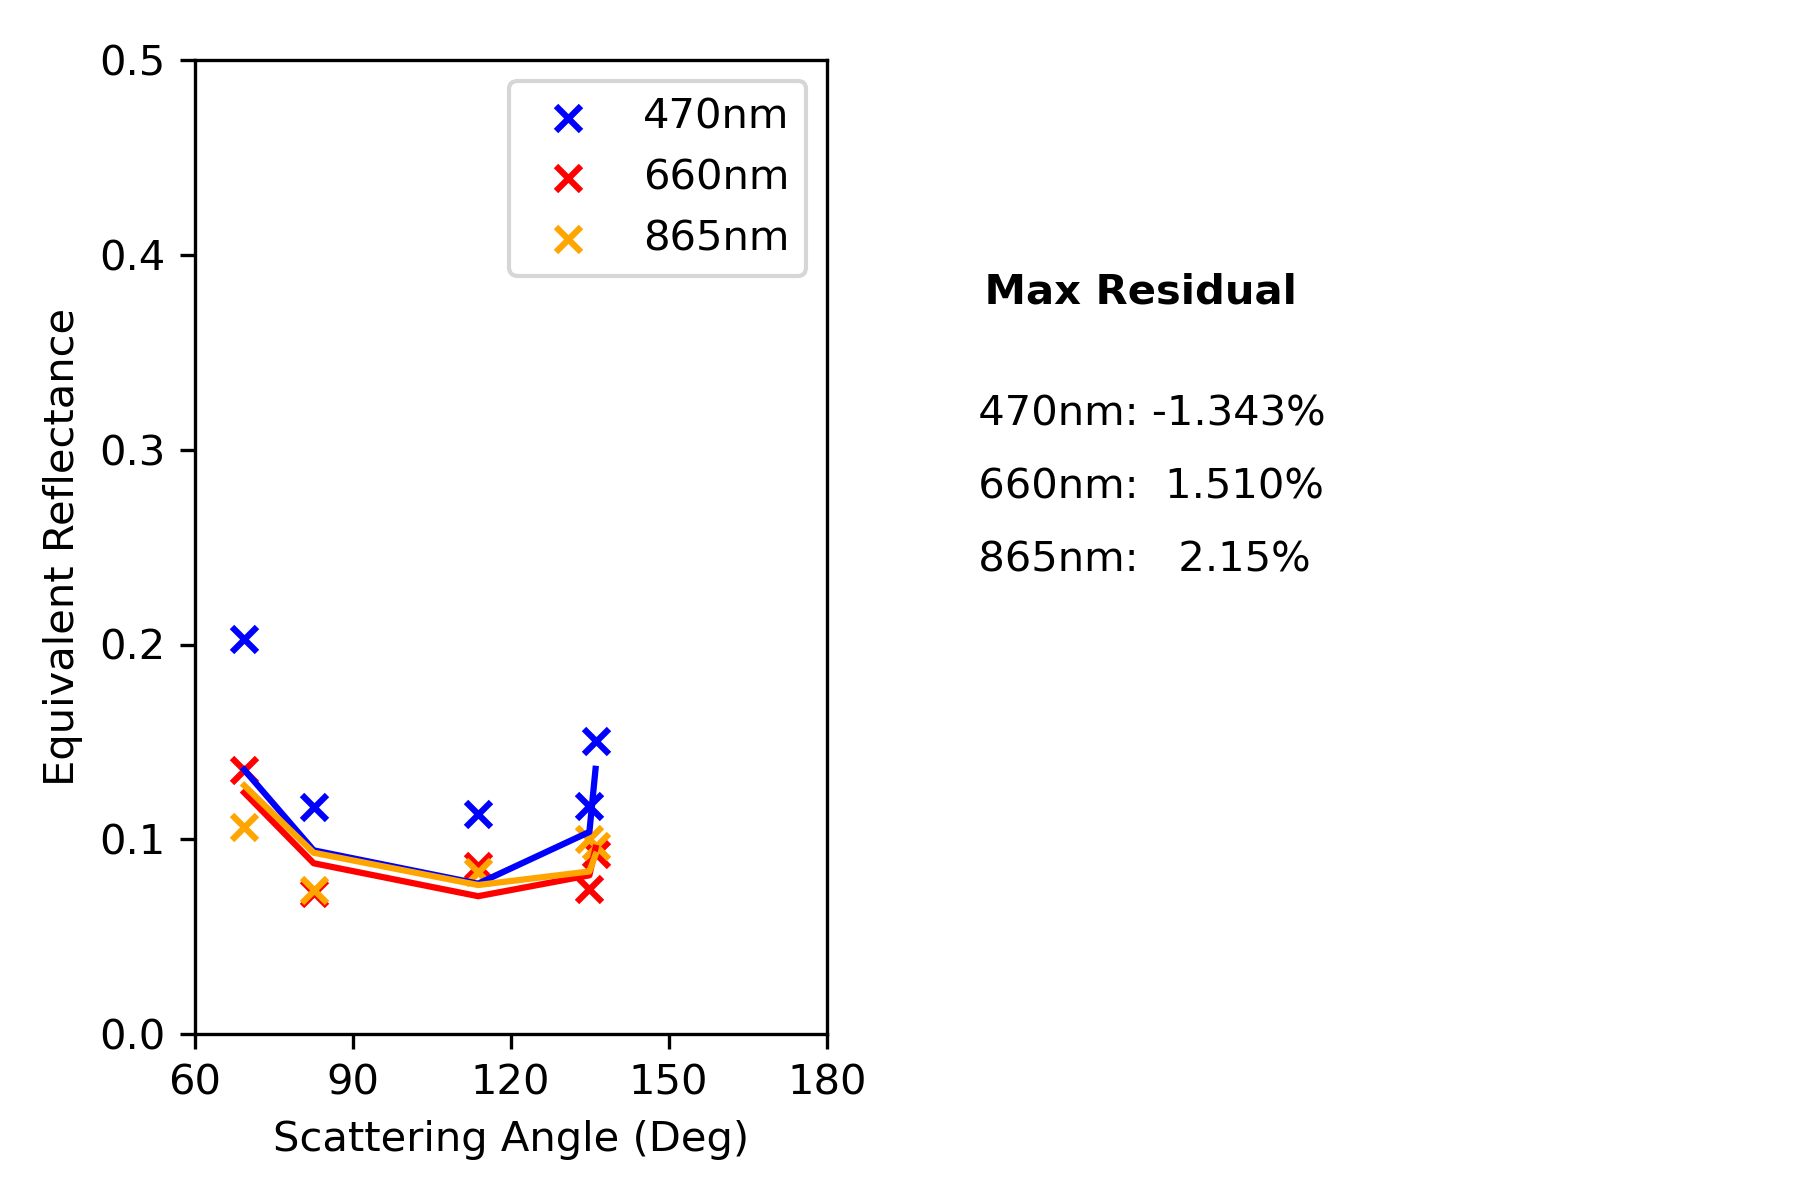 0.5
0.4
0.3
0.2
0.1
0.0
60 90 120 150 180
Equivalent Reflectance
Scattering Angle (Deg)
470nm
660nm
865nm
Max Residual
470nm: -1.343%
660nm: 1.510%
865nm: 2.15%